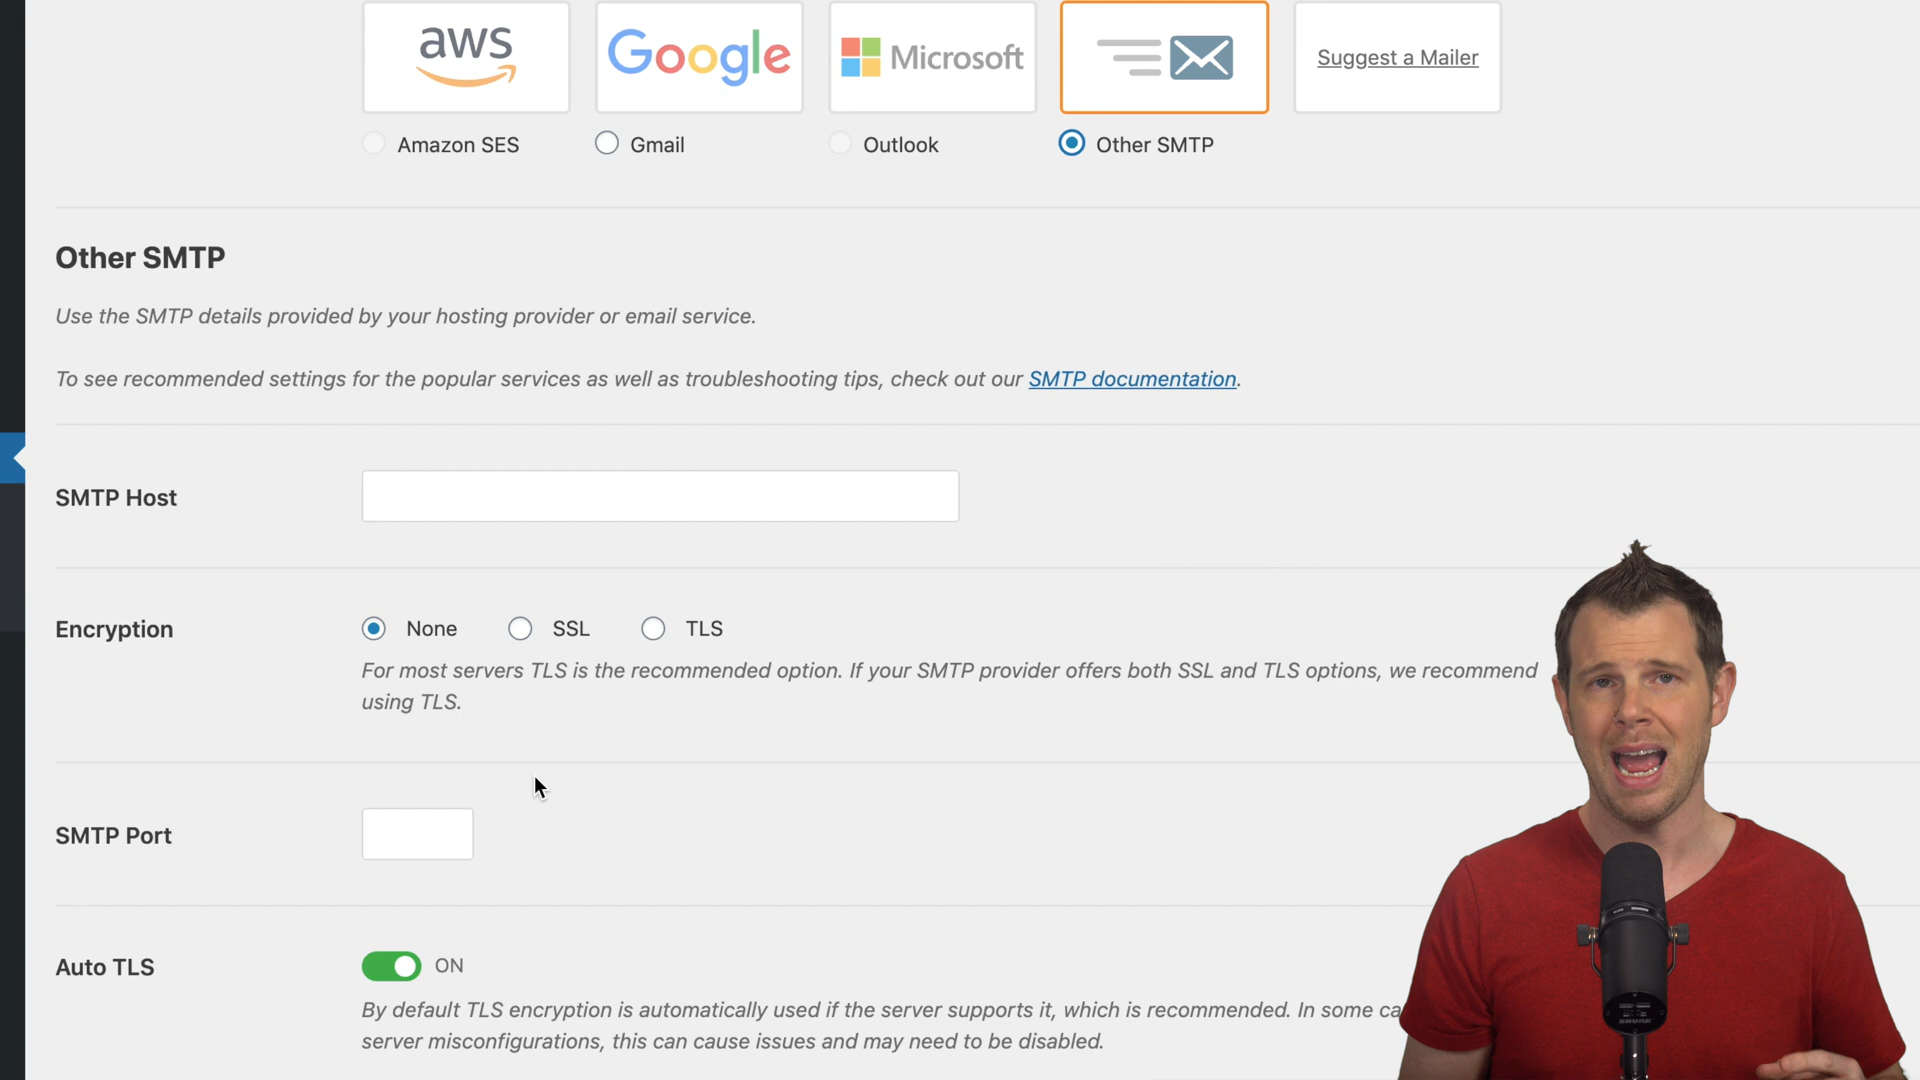 aws
Google
Microsoft
Suggest a Mailer
Amazon SES
Gmail
Outlook
Other SMTP
Other SMTP
Use the SMTP details provided by your hosting provider or email service.
To see recommended settings for the popular services as well as troubleshooting tips, check out our SMTP documentation.
SMTP Host
Encryption
None
SSL
TLS
For most servers TLS is the recommended option. If your SMTP provider offers both SSL and TLS options, we recommend
using TLS.
SMTP Port
Auto TLS
ON
By default TLS encryption is automatically used if the server supports it, which is recommended. In some ca
server misconfigurations, this can cause issues and may need to be disabled.
SHURE